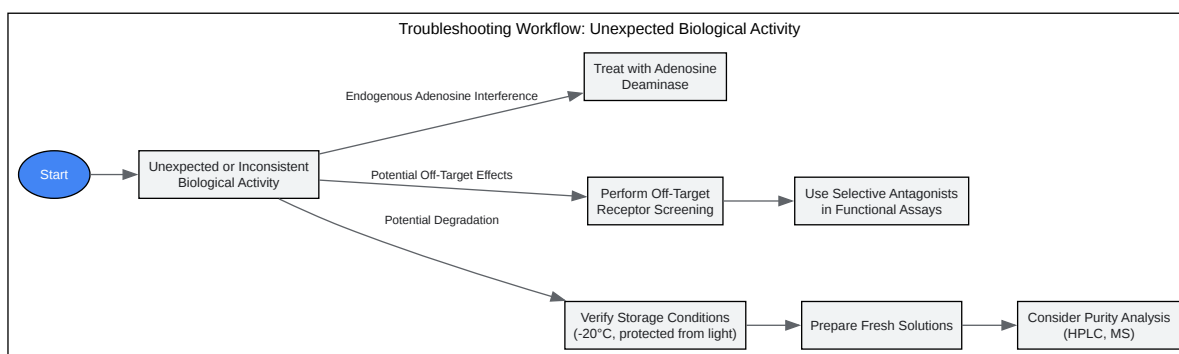 Troubleshooting Workflow: Unexpected Biological Activity
Start
Unexpected or Inconsistent
Biological Activity
Endogenous Adenosine Interference
Treat with Adenosine
Deaminase
Potential Off-Target Effects
Perform Off-Target
Receptor Screening
Use Selective Antagonists
in Functional Assays
Potential Degradation
Verify Storage Conditions
(-20°C, protected from light)
Prepare Fresh Solutions
Consider Purity Analysis
(HPLC, MS)